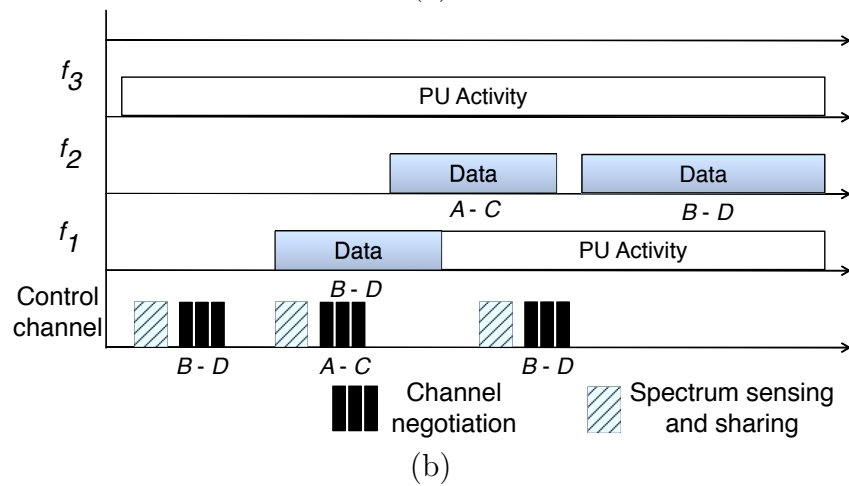 f3
PU Activity
f2
Data
Data
A - C
B - D
f1
Data
PU Activity
B - D
Control
channel
B - D
A - C
B - D
Channel
negotiation
Spectrum sensing
and sharing
(b)